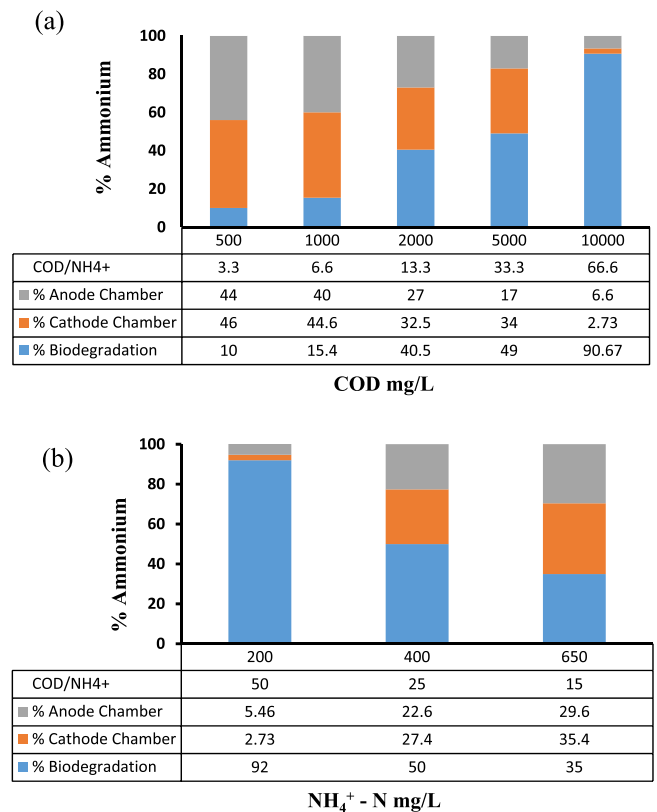 (a)
% Ammonium
100
80
60
40
20
0
500 1000 2000 5000 10000
COD/NH4+ 3.3 6.6 13.3 33.3 66.6
% Anode Chamber 44 40 27 17 6.6
% Cathode Chamber 46 44.6 32.5 34 2.73
% Biodegradation 10 15.4 40.5 49 90.67
COD mg/L
(b)
% Ammonium
100
80
60
40
20
0
200 400 650
COD/NH4+ 50 25 15
% Anode Chamber 5.46 22.6 29.6
% Cathode Chamber 2.73 27.4 35.4
% Biodegradation 92 50 35
NH₄⁺ - N mg/L